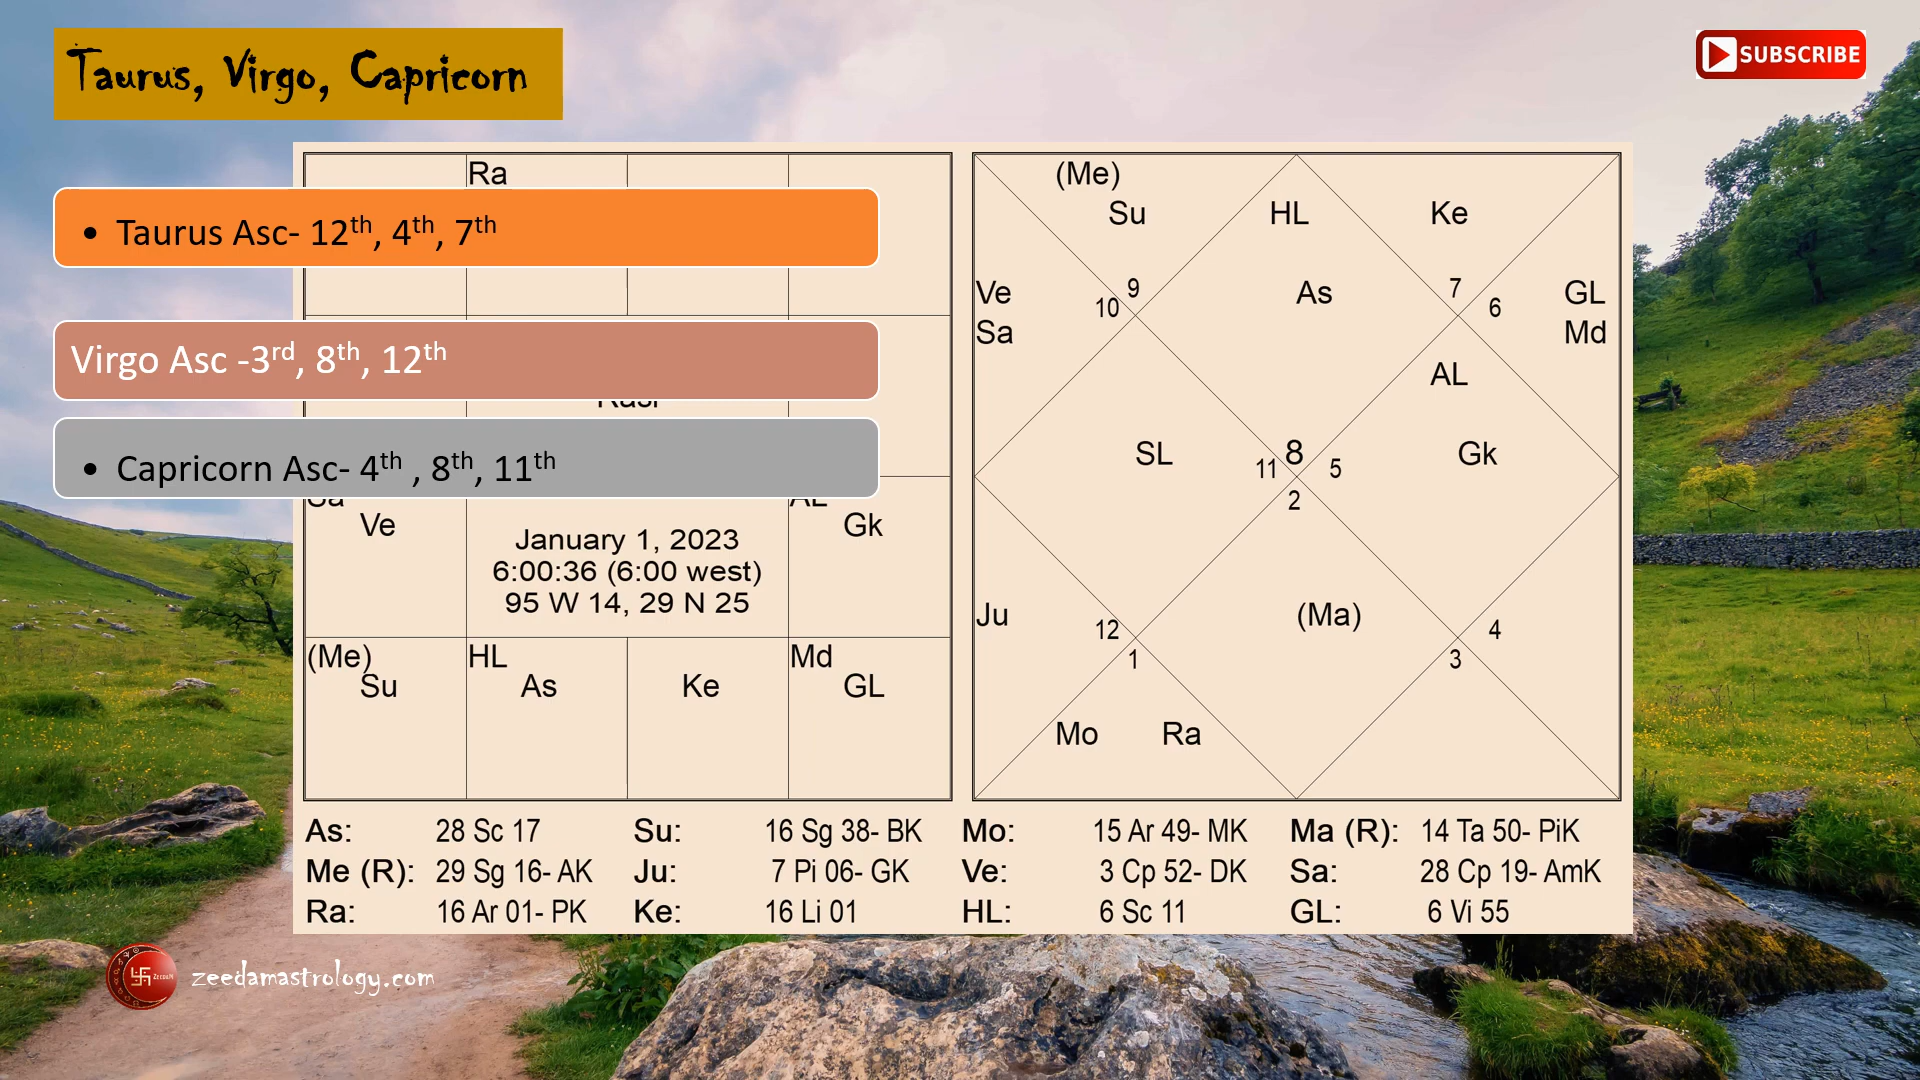 Taurus, Virgo, Capricorn
SUBSCRIBE
Taurus Asc- 12th, 4th, 7th
Virgo Asc -3rd, 8th, 12th
Capricorn Asc- 4th , 8th, 11th
Ra
Ve
Gk
January 1, 2023
6:00:36 (6:00 west)
95 W 14, 29 N 25
(Me)
Su
HL
As
Ke
Md
GL
(Me)
Su
HL
Ke
Ve
Sa
10
9
As
7
6
GL
Md
AL
SL
11
8
5
2
Gk
Ju
12
1
(Ma)
4
3
Mo
Ra
As: 28 Sc 17 Su: 16 Sg 38- BK Mo: 15 Ar 49- MK Ma (R): 14 Ta 50- PiK
Me (R): 29 Sg 16- AK Ju: 7 Pi 06- GK Ve: 3 Cp 52- DK Sa: 28 Cp 19- AmK
Ra: 16 Ar 01- PK Ke: 16 Li 01 HL: 6 Sc 11 GL: 6 Vi 55
zeedamastrology.com